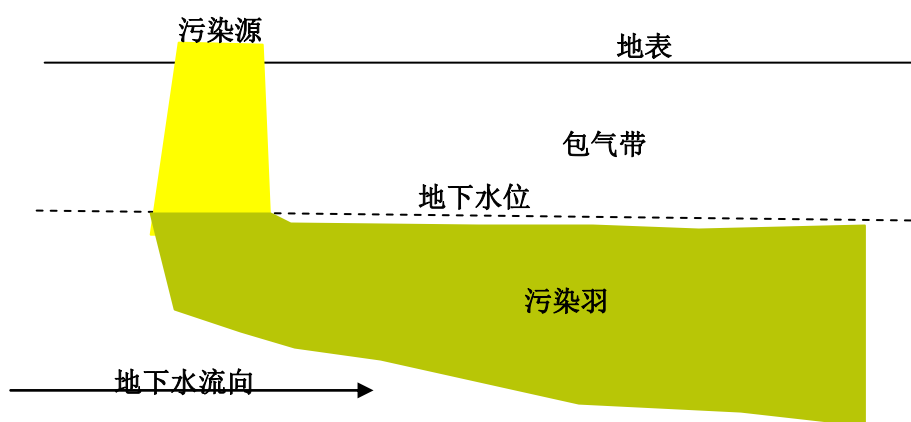 污染源
地表
包气带
地下水位
污染羽
地下水流向